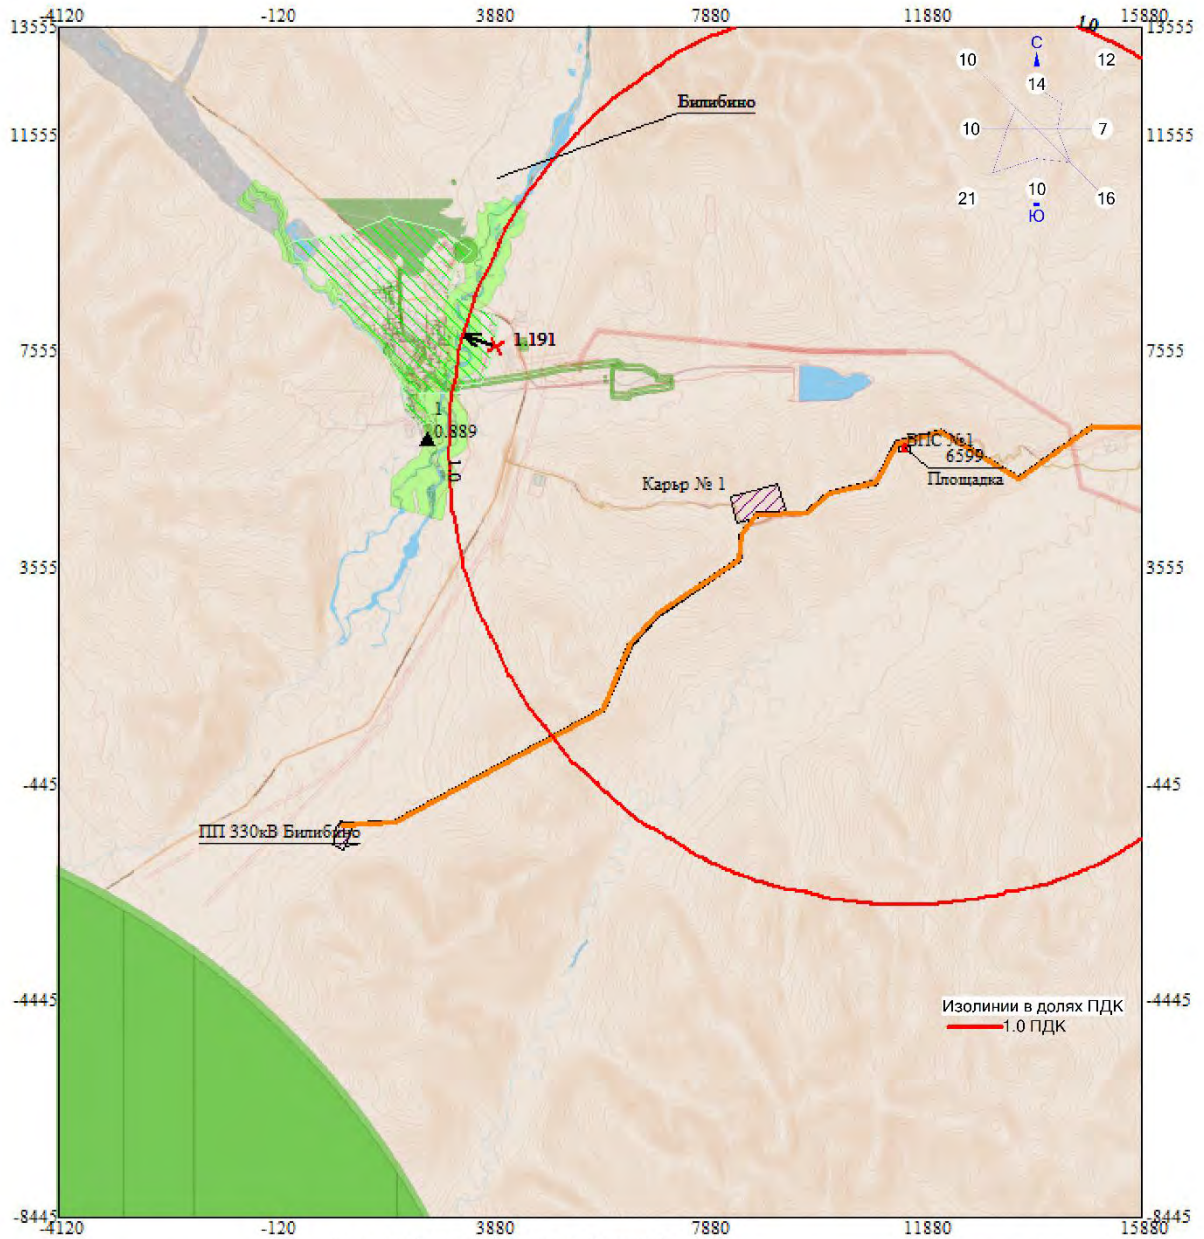 -4120 -120 3880 7880 11880 15880
13555 1.0 13555
С
10 12
14
Билибино
11555 10 7 11555
10
21 16
Ю
1.191
7555 7555
1
0.889
ВПС №1
6599
1.0
Карьр № 1 Площадка
3555 3555
-445 -445
ПП 330кВ Билибино
-4445 -4445
Изолинии в долях ПДК
1.0 ПДК
-8445 -8445
-4120 -120 3880 7880 11880 15880